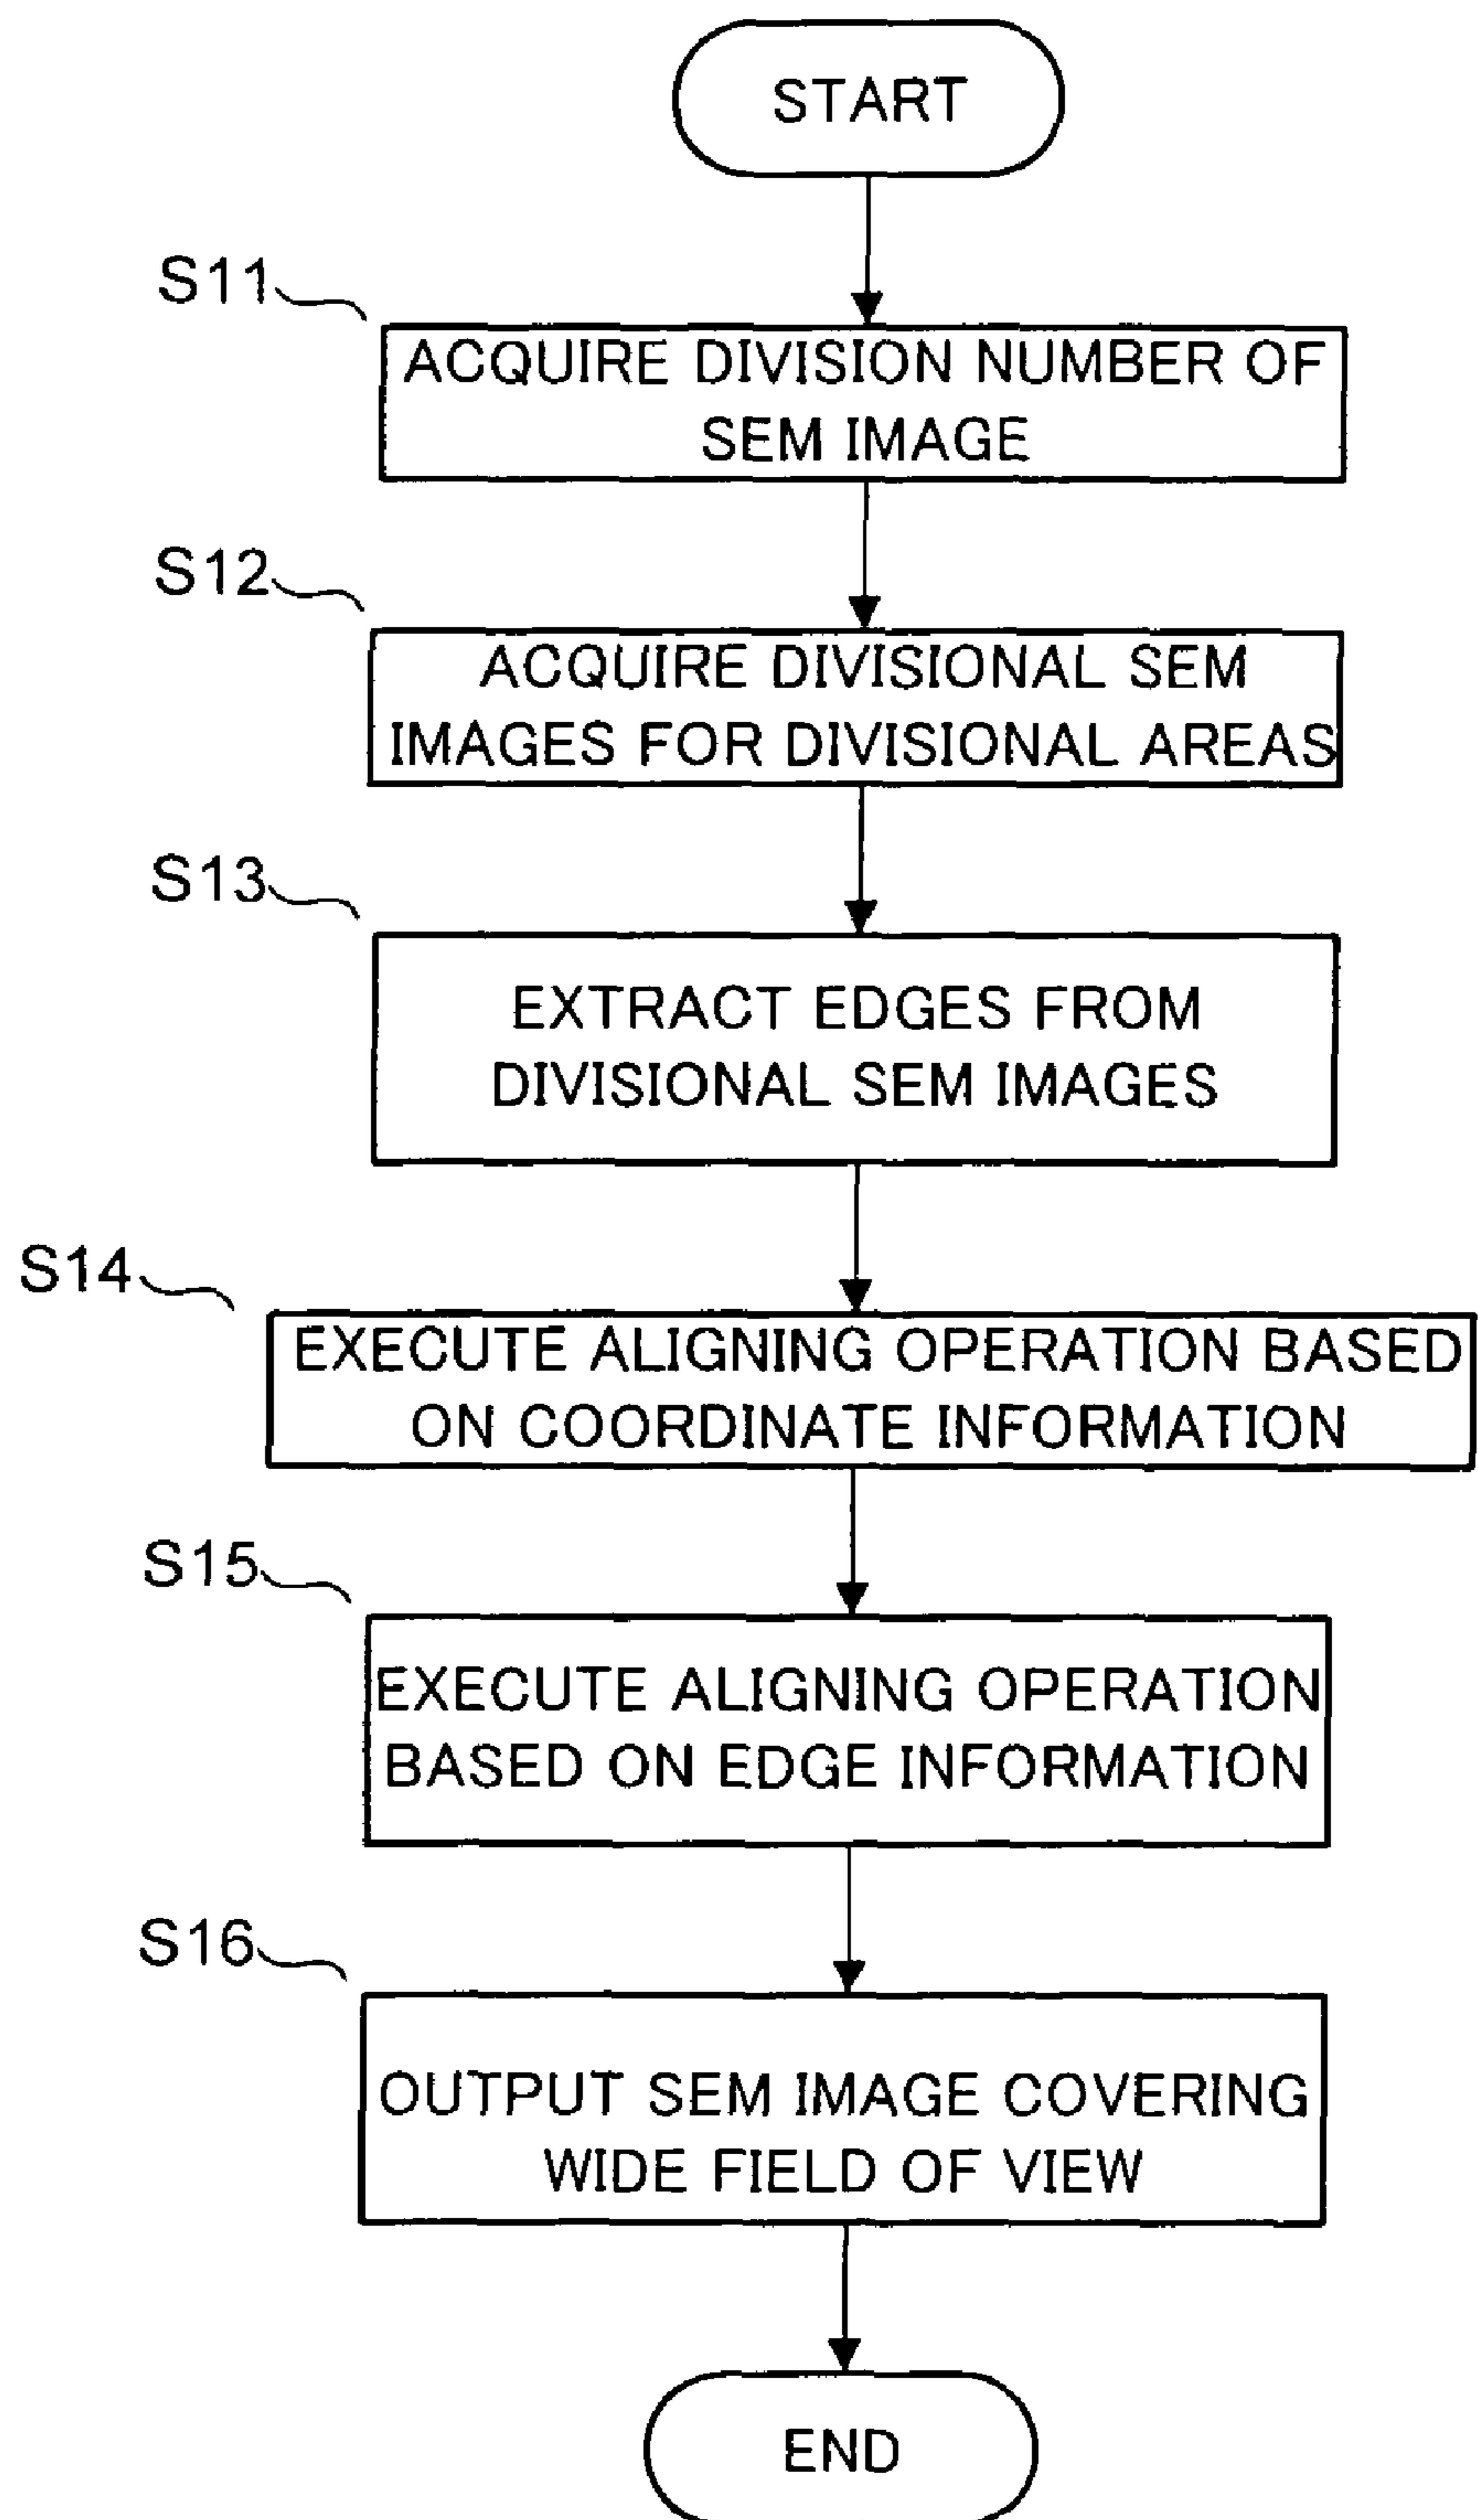 START
S11
ACQUIRE DIVISION NUMBER OF
SEM IMAGE
S12
ACQUIRE DIVISIONAL SEM
IMAGES FOR DIVISIONAL AREAS
S13
EXTRACT EDGES FROM
DIVISIONAL SEM IMAGES
S14
EXECUTE ALIGNING OPERATION BASED
ON COORDINATE INFORMATION
S15
EXECUTE ALIGNING OPERATION
BASED ON EDGE INFORMATION
S16
OUTPUT SEM IMAGE COVERING
WIDE FIELD OF VIEW
END